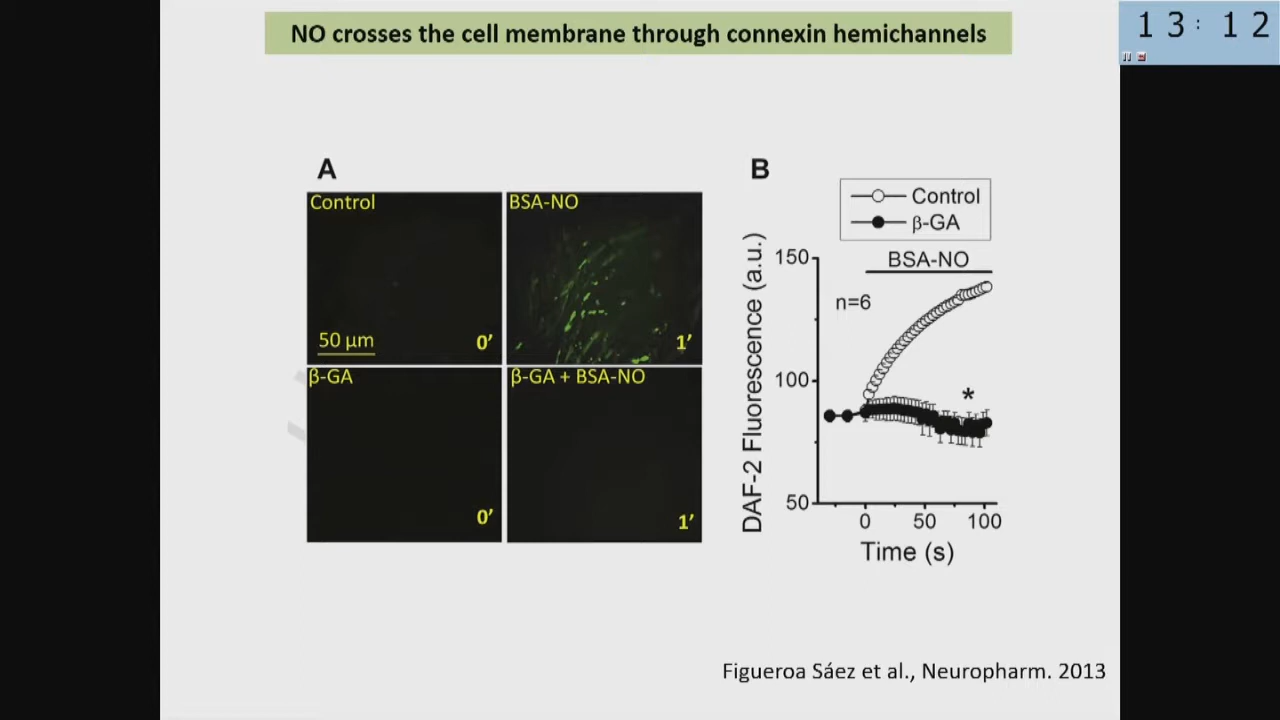 NO crosses the cell membrane through connexin hemichannels
13:12
A
Control
50 µm
0’
BSA-NO
1’
β-GA
0’
β-GA + BSA-NO
1’
B
Control
β-GA
BSA-NO
n=6
*
DAF-2 Fluorescence (a.u.)
150
100
50
0 50 100
Time (s)
Figueroa Sáez et al., Neuropharm. 2013